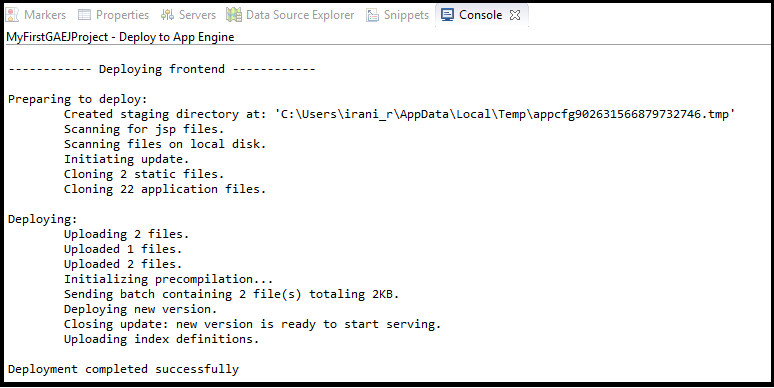 Markers Properties Servers Data Source Explorer Snippets Console
MyFirstGAEJProject - Deploy to App Engine
------------ Deploying frontend ------------
Preparing to deploy:
Created staging directory at: 'C:\Users\irani_r\AppData\Local\Temp\appcfg902631566879732746.tmp'
Scanning for jsp files.
Scanning files on local disk.
Initiating update.
Cloning 2 static files.
Cloning 22 application files.
Deploying:
Uploading 2 files.
Uploaded 1 files.
Uploaded 2 files.
Initializing precompilation...
Sending batch containing 2 file(s) totaling 2KB.
Deploying new version.
Closing update: new version is ready to start serving.
Uploading index definitions.
Deployment completed successfully